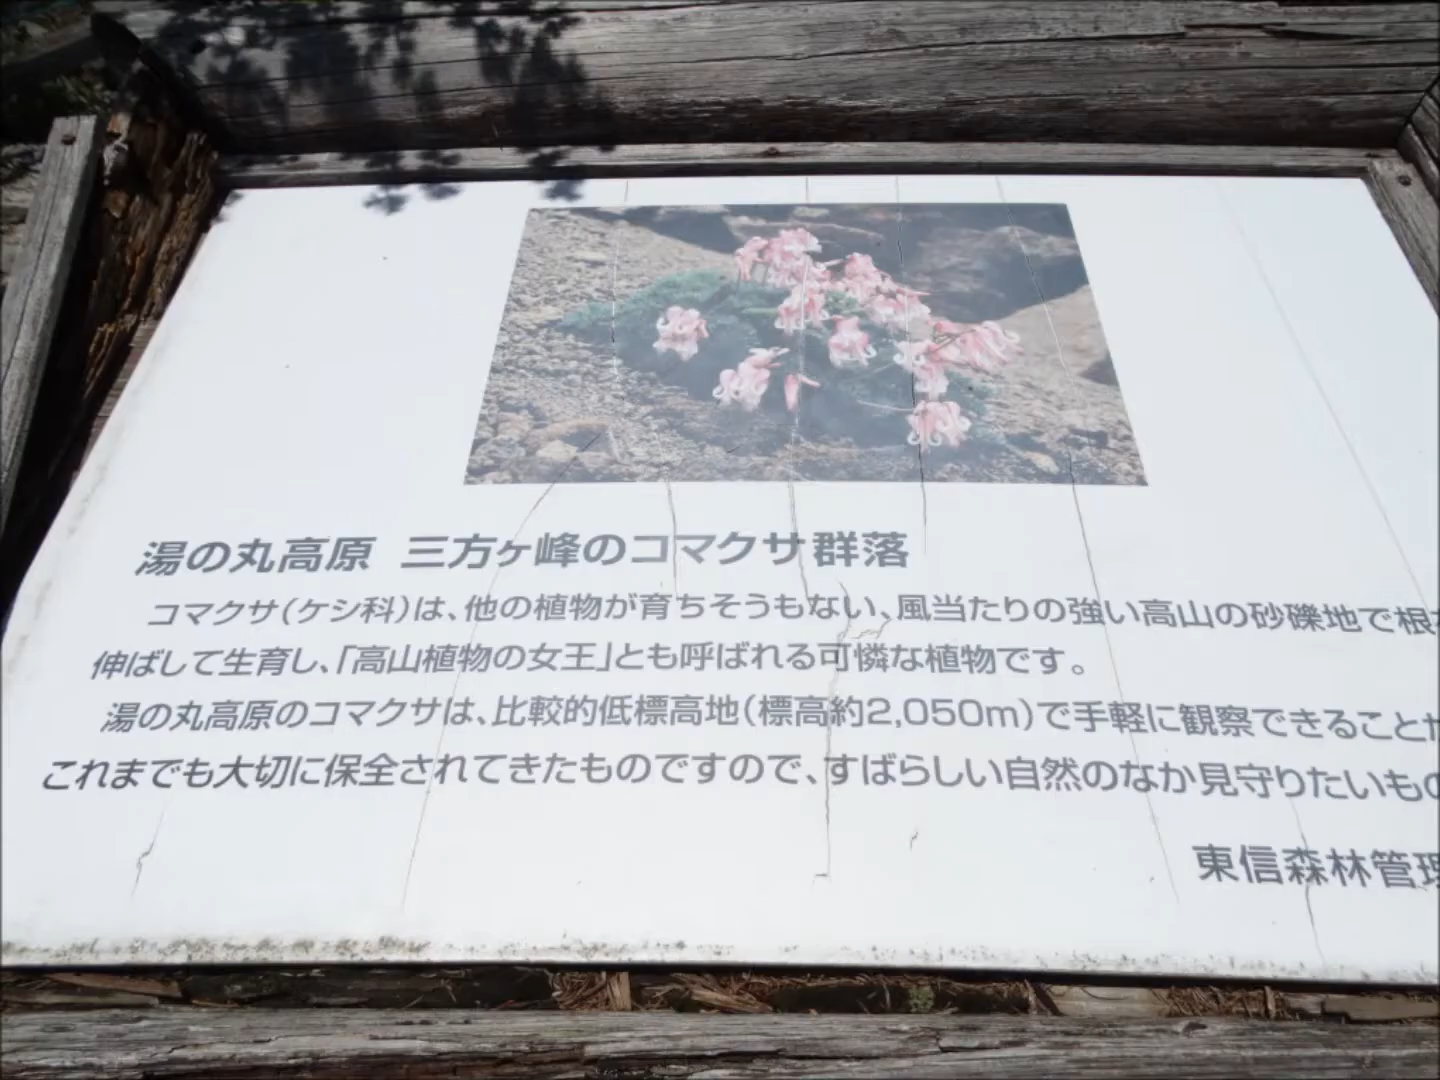 湯の丸高原 三方ヶ峰のコマクサ群落
コマクサ(ケシ科)は、他の植物が育ちそうもない、風当たりの強い高山の砂礫地で根
伸ばして生育し、「高山植物の女王」とも呼ばれる可憐な植物です。
湯の丸高原のコマクサは、比較的低標高地(標高約2,050m)で手軽に観察できること
これまでも大切に保全されてきたものですので、すばらしい自然のなか見守りたいもの
東信森林管理